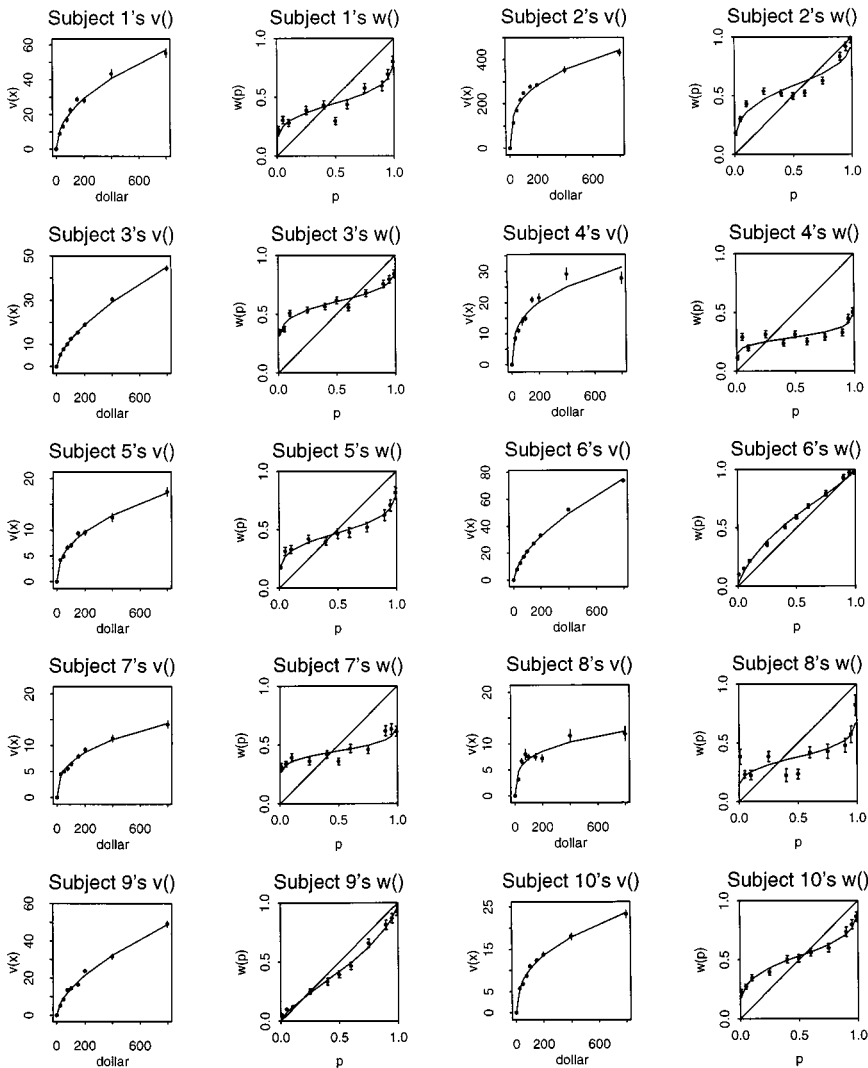 Subject 1's v() Subject 1's w() Subject 2's v() Subject 2's w()
v(x) 0 20 40 60 0 200 600 dollar
w(p) 0.0 0.5 1.0 0.0 0.5 1.0 p
v(x) 0 200 400 0 200 600 dollar
w(p) 0.0 0.5 1.0 0.0 0.5 1.0 p
Subject 3's v() Subject 3's w() Subject 4's v() Subject 4's w()
v(x) 0 10 30 50 0 200 600 dollar
w(p) 0.0 0.5 1.0 0.0 0.5 1.0 p
v(x) 0 10 20 30 0 200 600 dollar
w(p) 0.0 0.5 1.0 0.0 0.5 1.0 p
Subject 5's v() Subject 5's w() Subject 6's v() Subject 6's w()
v(x) 0 5 10 20 0 200 600 dollar
w(p) 0.0 0.5 1.0 0.0 0.5 1.0 p
v(x) 0 20 40 60 80 0 200 600 dollar
w(p) 0.0 0.5 1.0 0.0 0.5 1.0 p
Subject 7's v() Subject 7's w() Subject 8's v() Subject 8's w()
v(x) 0 5 10 20 0 200 600 dollar
w(p) 0.0 0.5 1.0 0.0 0.5 1.0 p
v(x) 0 5 10 20 0 200 600 dollar
w(p) 0.0 0.5 1.0 0.0 0.5 1.0 p
Subject 9's v() Subject 9's w() Subject 10's v() Subject 10's w()
v(x) 0 20 40 60 0 200 600 dollar
w(p) 0.0 0.5 1.0 0.0 0.5 1.0 p
v(x) 0 5 15 25 0 200 600 dollar
w(p) 0.0 0.5 1.0 0.0 0.5 1.0 p